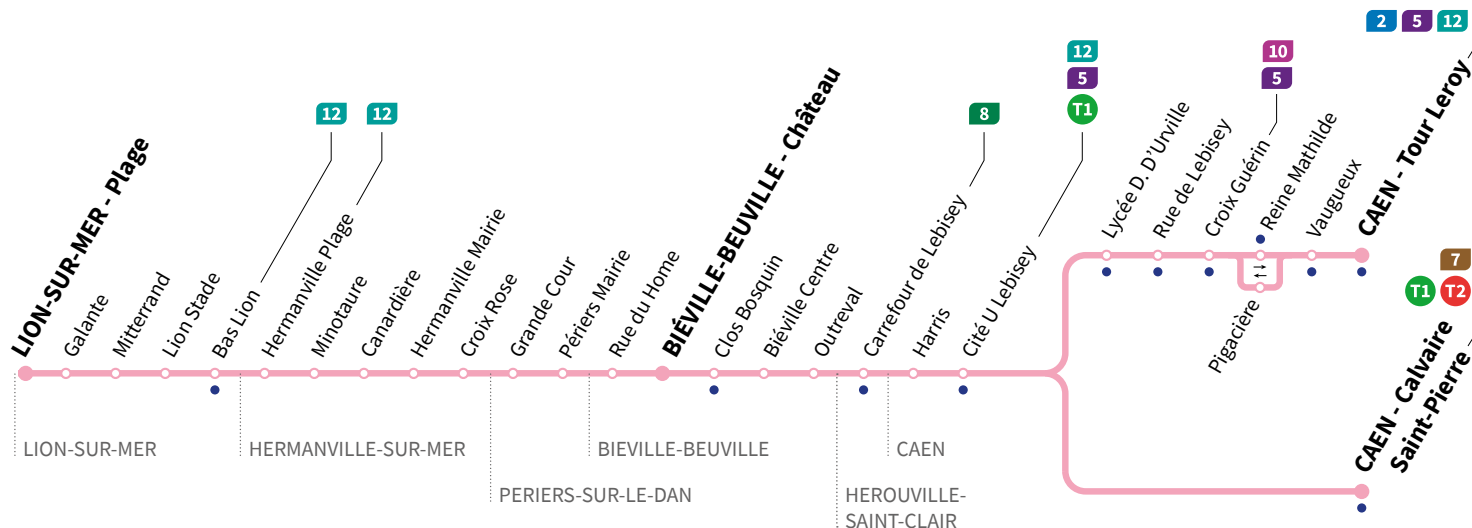 2 5 12
12
5
T1
10
5
12
12
8
LION-SUR-MER - Plage
Galante
Mitterrand
Lion Stade
Bas Lion
Hermanville Plage
Minotaure
Canardière
Hermanville Mairie
Croix Rose
Grande Cour
Périers Mairie
Rue du Home
BIÉVILLE-BEUVILLE - Château
Clos Bosquin
Biéville Centre
Outreval
Carrefour de Lebisey
Harris
Cité U Lebisey
Lycée D. D'Urville
Rue de Lebisey
Croix Guérin
Reine Mathilde
Pigacière
Vaugueux
CAEN - Tour Leroy
7
T1 T2
CAEN - Calvaire
Saint-Pierre
LION-SUR-MER
HERMANVILLE-SUR-MER
PERIERS-SUR-LE-DAN
BIEVILLE-BEUVILLE
HEROUVILLE-
SAINT-CLAIR
CAEN